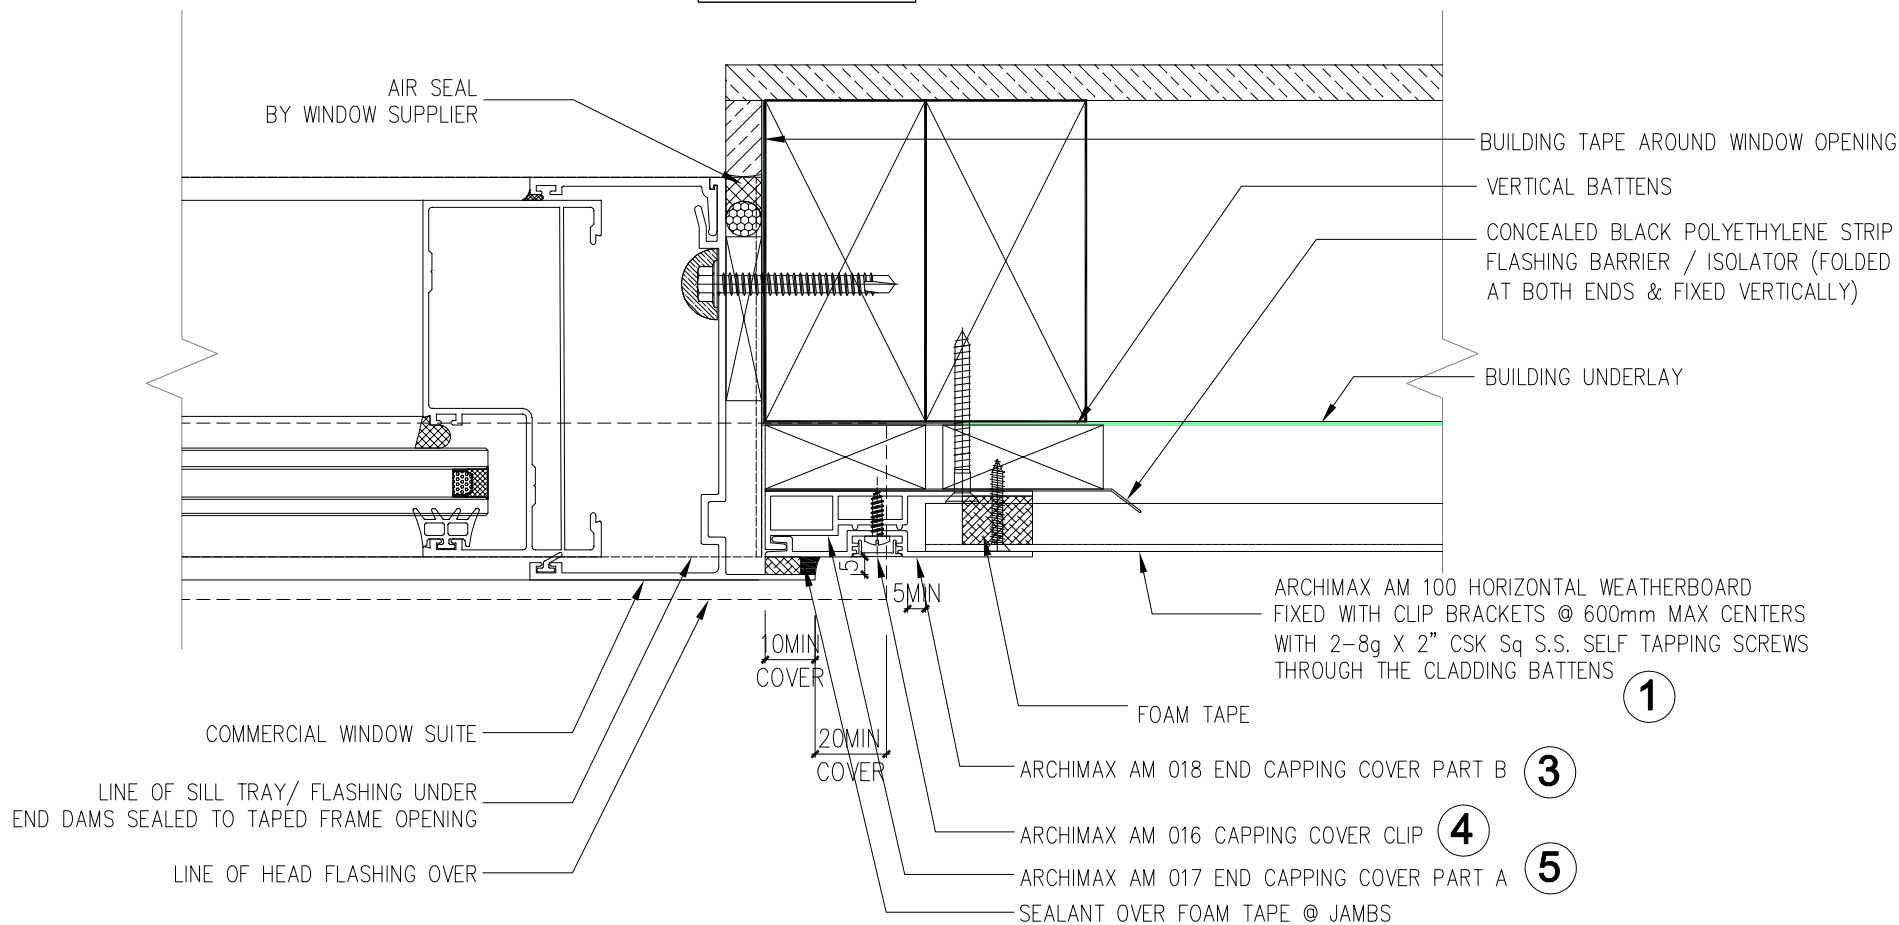 AIR SEAL
BY WINDOW SUPPLIER
BUILDING TAPE AROUND WINDOW OPENING
VERTICAL BATTENS
CONCEALED BLACK POLYETHYLENE STRIP
FLASHING BARRIER / ISOLATOR (FOLDED
AT BOTH ENDS & FIXED VERTICALLY)
BUILDING UNDERLAY
5
5MIN
10MIN
COVER
20MIN
COVER
ARCHIMAX AM 100 HORIZONTAL WEATHERBOARD
FIXED WITH CLIP BRACKETS @ 600mm MAX CENTERS
WITH 2-8g X 2" CSK Sq S.S. SELF TAPPING SCREWS
THROUGH THE CLADDING BATTENS
1
FOAM TAPE
COMMERCIAL WINDOW SUITE
ARCHIMAX AM 018 END CAPPING COVER PART B
3
LINE OF SILL TRAY/ FLASHING UNDER
END DAMS SEALED TO TAPED FRAME OPENING
ARCHIMAX AM 016 CAPPING COVER CLIP
4
LINE OF HEAD FLASHING OVER
ARCHIMAX AM 017 END CAPPING COVER PART A
5
SEALANT OVER FOAM TAPE @ JAMBS